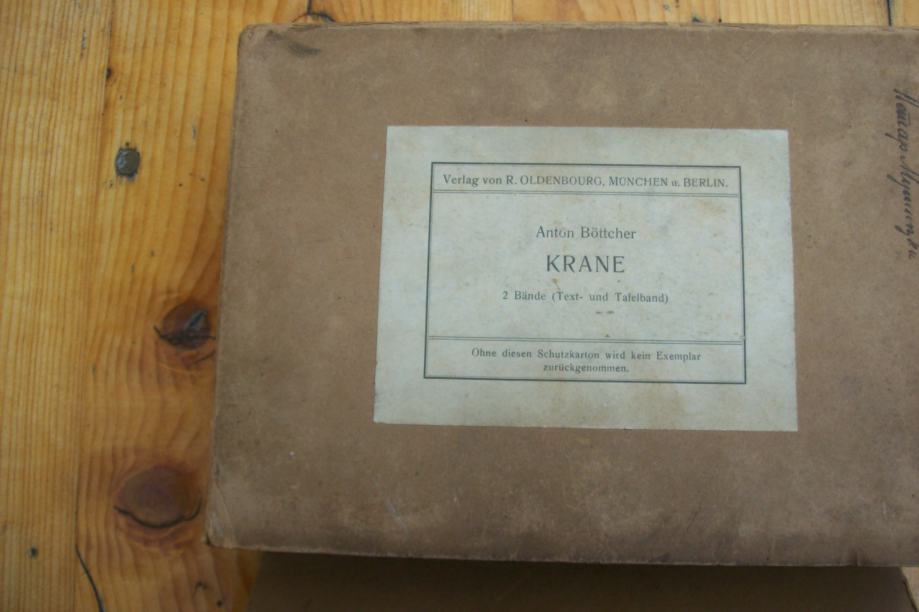 Verlag von R. OLDENBOURG, MÜNCHEN u. BERLIN.
Anton Böttcher
KRANE
2 Bände (Text- und Tafelband)
Ohne diesen Schutzkarton wird kein Exemplar
zurückgenommen.